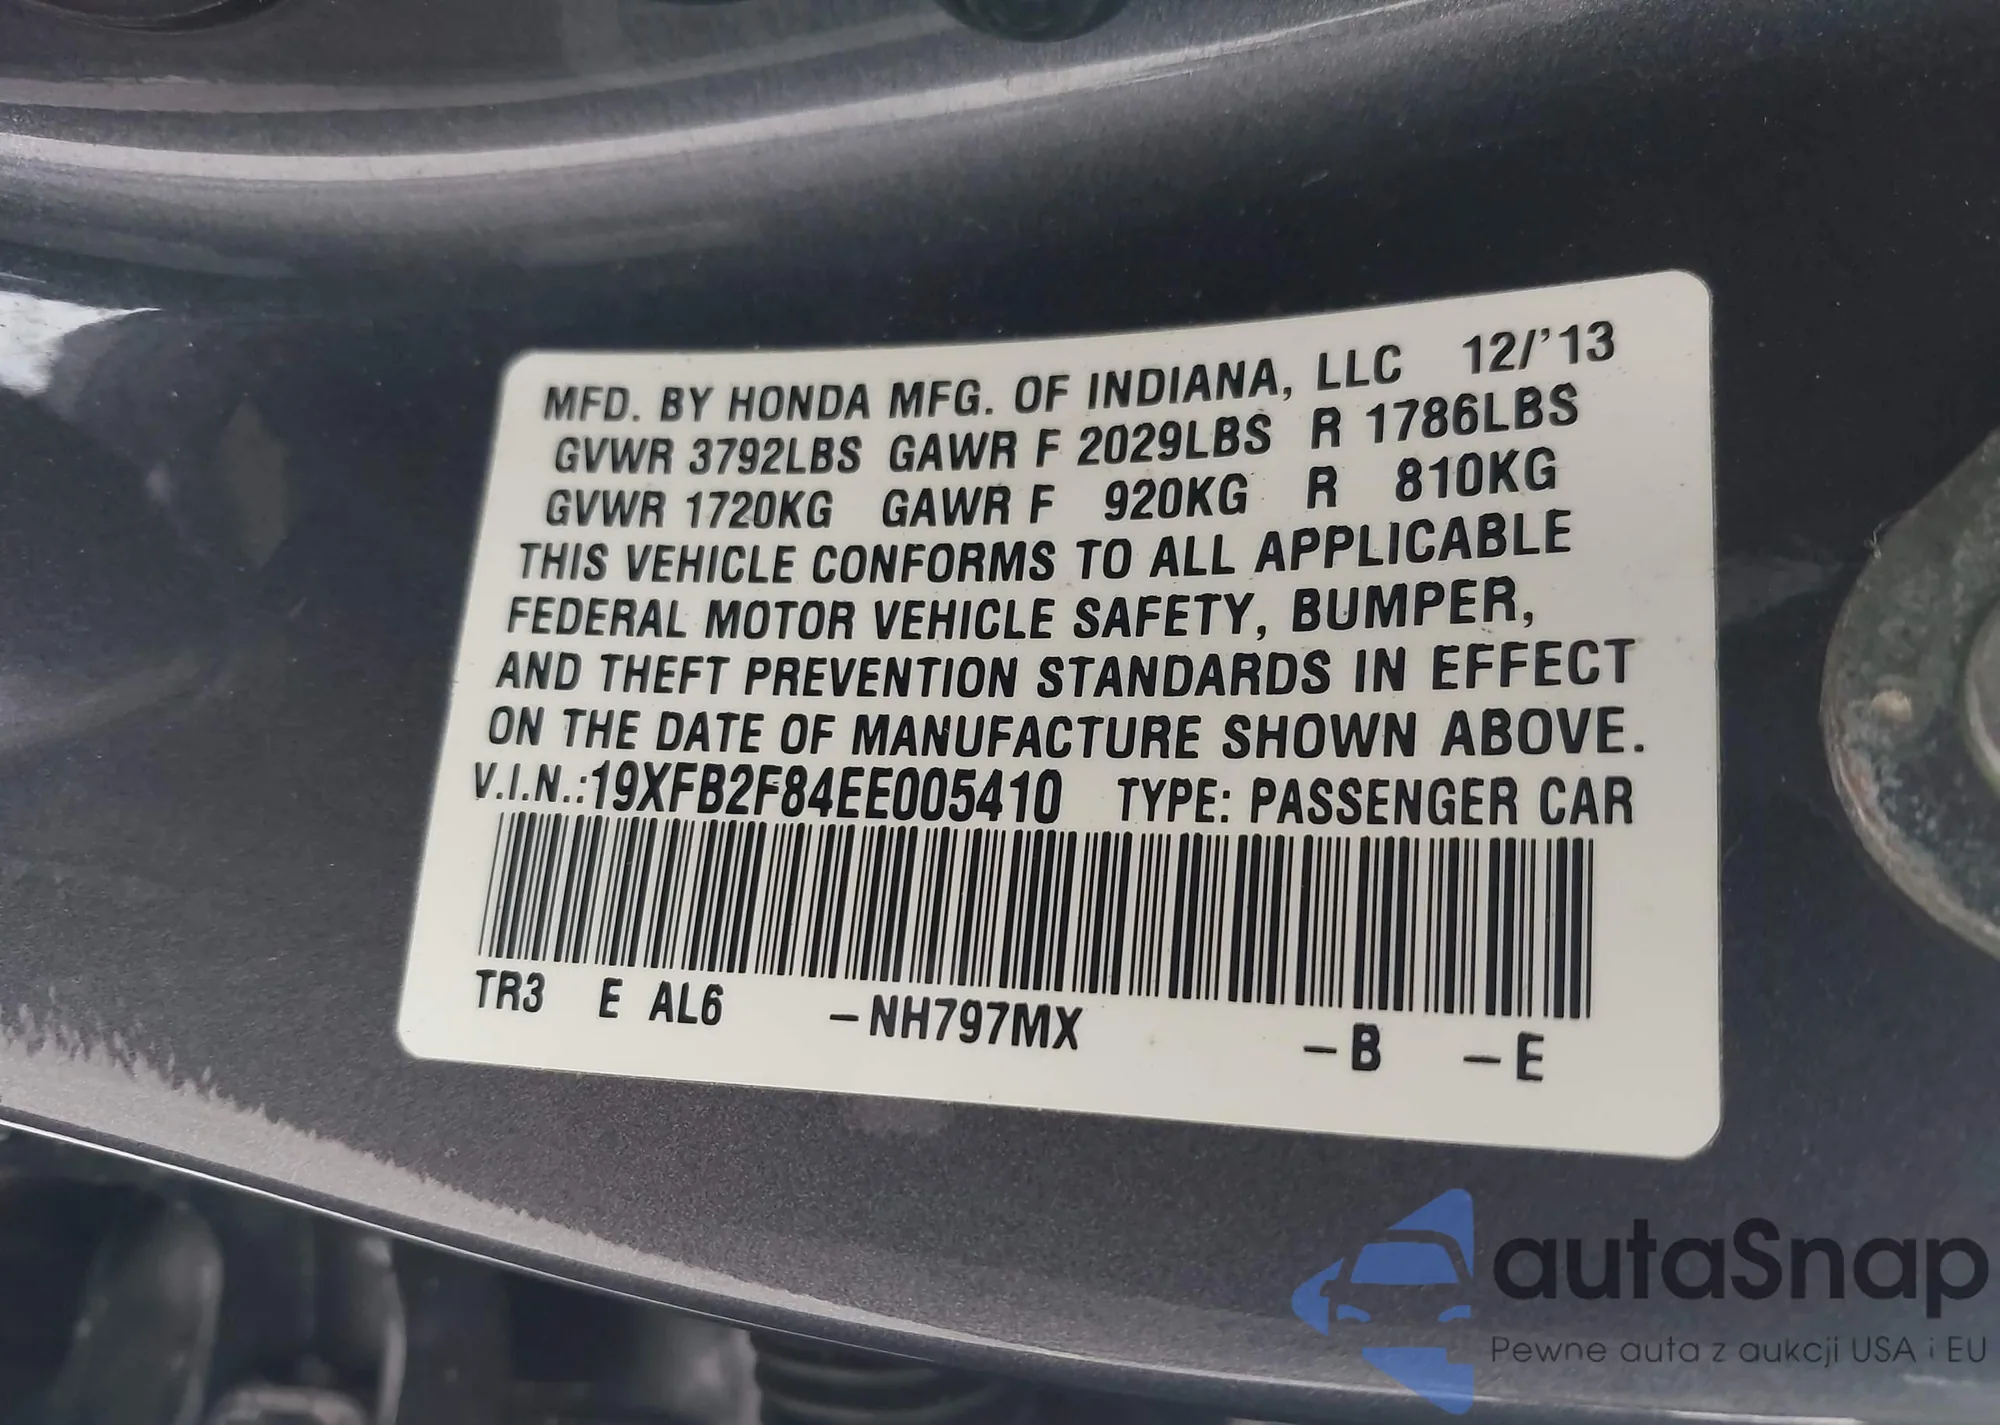 MFD. BY HONDA MFG. OF INDIANA, LLC 12/'13
GVWR 3792LBS GAWR F 2029LBS R 1786LBS
GVWR 1720KG GAWR F 920KG R 810KG
THIS VEHICLE CONFORMS TO ALL APPLICABLE
FEDERAL MOTOR VEHICLE SAFETY, BUMPER,
AND THEFT PREVENTION STANDARDS IN EFFECT
ON THE DATE OF MANUFACTURE SHOWN ABOVE.
V.I.N.:19XFB2F84EE005410 TYPE: PASSENGER CAR
TR3 E AL6 –NH797MX –B –E
autaSnap
Pewne auta z aukcji USA i EU